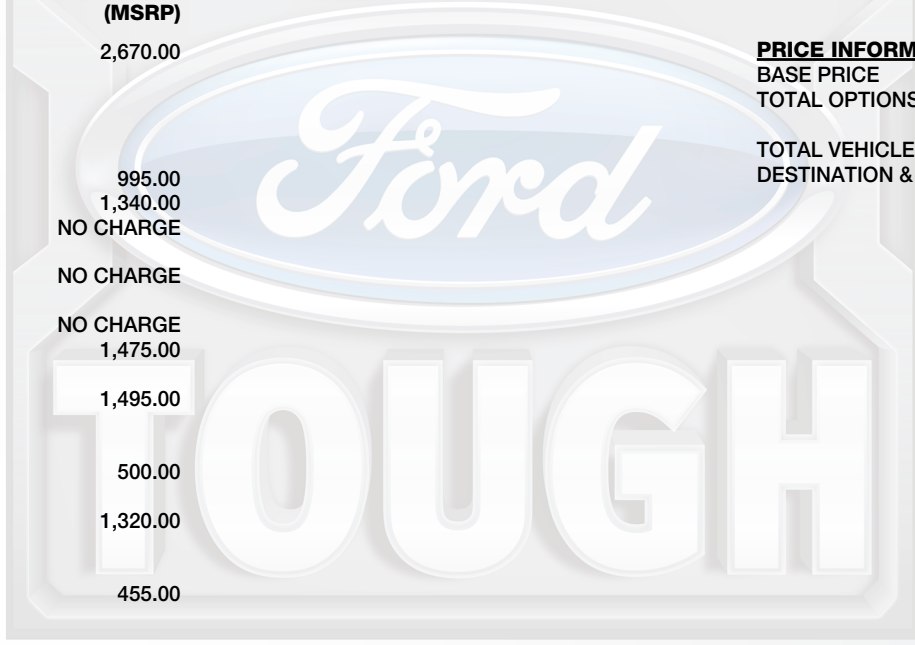 (MSRP)
2,670.00
995.00
1,340.00
NO CHARGE
NO CHARGE
NO CHARGE
1,475.00
1,495.00
500.00
1,320.00
455.00
PRICE INFORM
BASE PRICE
TOTAL OPTIONS
TOTAL VEHICLE
DESTINATION &
Ford
TOUGH